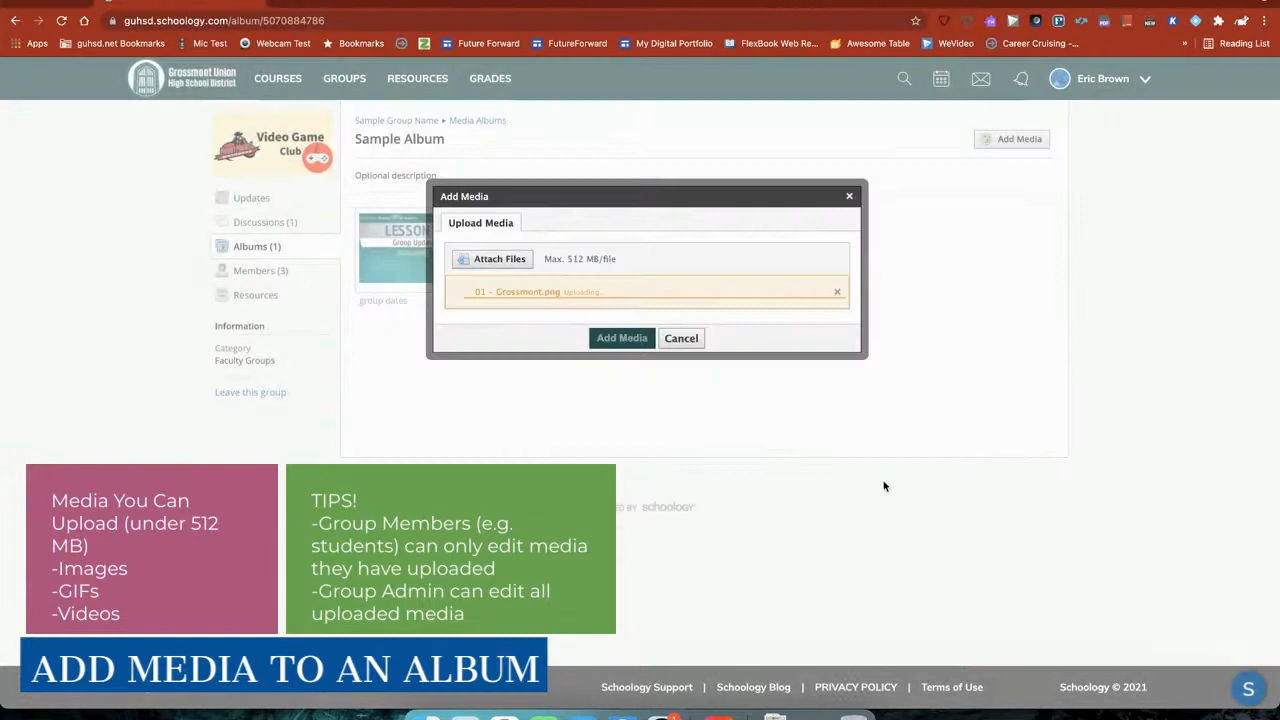 guhsd.schoology.com/album/5070884786
Apps
guhsd.net Bookmarks
Mic Test
Webcam Test
Bookmarks
Future Forward
FutureForward
My Digital Portfolio
FlexBook Web Re...
Awesome Table
WeVideo
Career Cruising -...
»
Reading List
Grossmont Union
High School District
COURSES
GROUPS
RESOURCES
GRADES
Eric Brown
Video Game
Club
Sample Group Name ▸ Media Albums
Sample Album
Add Media
Optional description
Updates
Discussions (1)
Albums (1)
Members (3)
Resources
Information
Category
Faculty Groups
Leave this group
LESSON
group dates
Add Media
Upload Media
Attach Files
Max. 512 MB/file
01 - Grossmont.png Uploading...
Add Media
Cancel
Media You Can
Upload (under 512
MB)
-Images
-GIFs
-Videos
TIPS!
-Group Members (e.g.
students) can only edit media
they have uploaded
-Group Admin can edit all
uploaded media
ED BY schoology
ADD MEDIA TO AN ALBUM
Schoology Support | Schoology Blog | PRIVACY POLICY | Terms of Use
Schoology © 2021
S